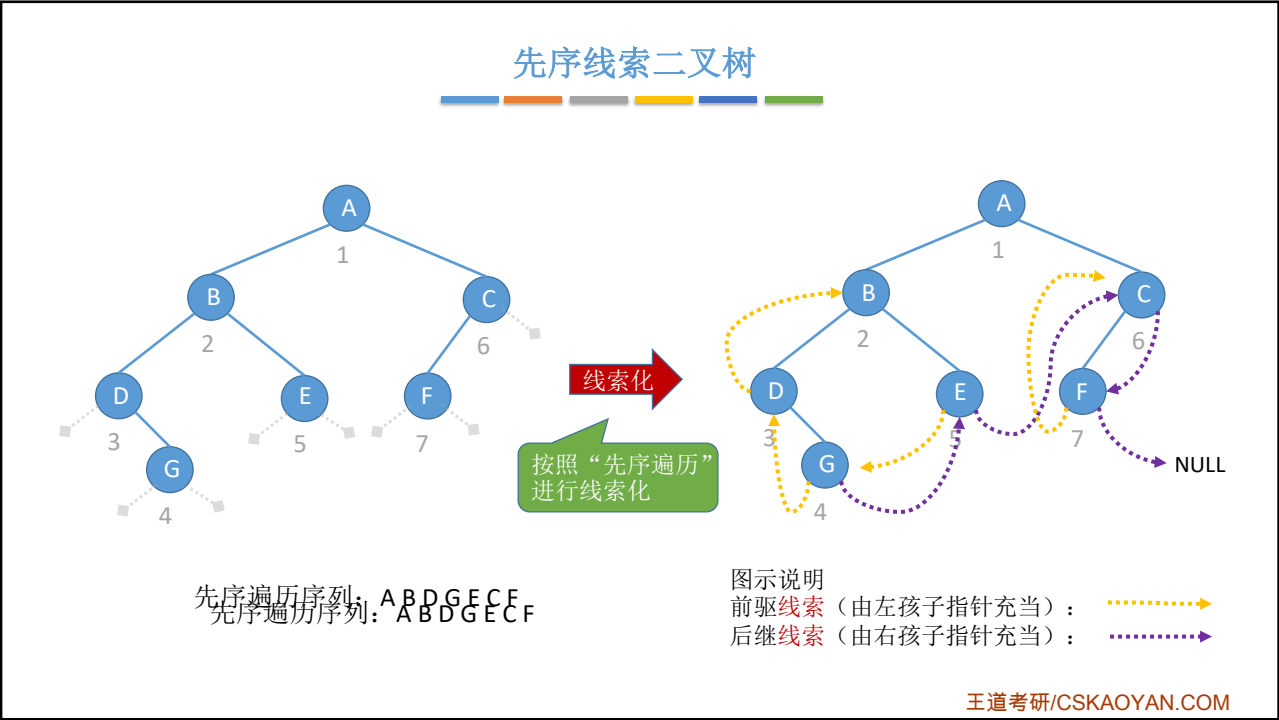 先序线索二叉树
A
1
B
C
2
6
D
E
F
3
5
7
G
4
线索化
按照“先序遍历”
进行线索化
A
1
B
C
2
6
D
E
F
3
5
7
G
4
NULL
先序遍历序列：A B D G E C F
先序遍历序列：A B D G E C F
图示说明
前驱线索（由左孩子指针充当）：
后继线索（由右孩子指针充当）：
王道考研/CSKAOYAN.COM